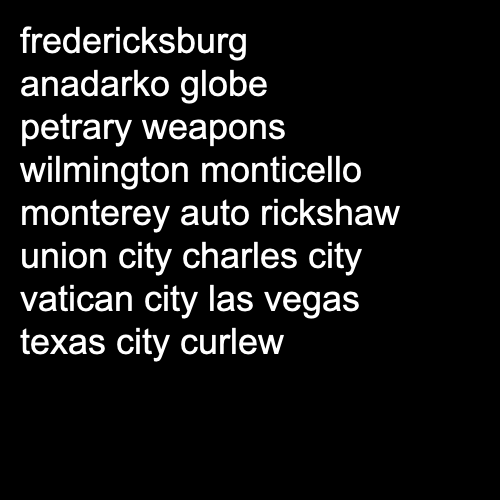 fredericksburg
anadarko globe
petrary weapons
wilmington monticello
monterey auto rickshaw
union city charles city
vatican city las vegas
texas city curlew